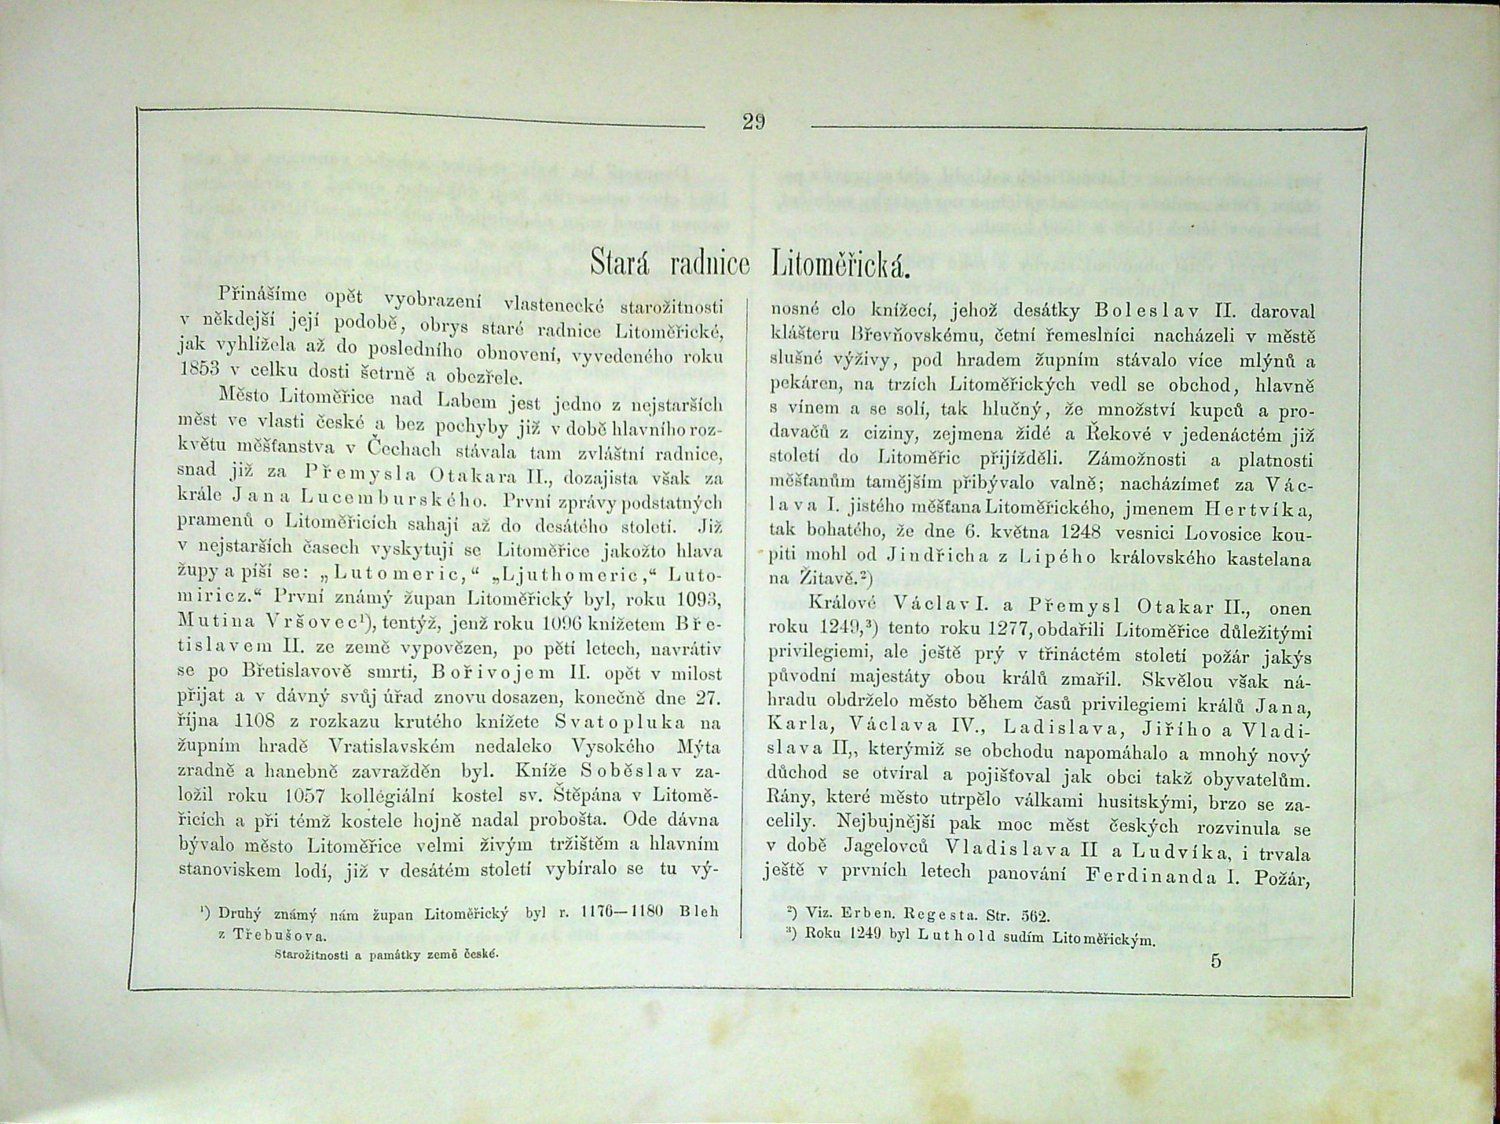 29
Stará radnice Litoměřická.
Přinášíme opět vyobrazení vlastenecké starožitnosti
v někdejší její podobě, obrys staré radnice Litoměřické,
jak vyhlížela až do posledního obnovení, vyvedeného roku
1853 v celku dosti šetrně a obezřele.
Město Litoměřice nad Labem jest jedno z nejstarších
měst ve vlasti české a bez pochyby již v době hlavního roz-
květu měšťanstva v Čechach stávala tam zvláštní radnice,
snad již za Přemysla Otakara II., dozajista však za
krále Jana Lucemburského. První zprávy podstatných
pramenů o Litoměřicích sahají až do desátého století. Již
v nejstarších časech vyskytují se Litoměřice jakožto hlava
župy a píší se: „Lutomeric,“ „Ljuthomeric,“ Luto-
miricz.“ První známý župan Litoměřický byl, roku 1093,
Mutina Vršovec¹), tentýž, jenž roku 1096 knížetem Bře-
tislavem II. ze země vypovězen, po pěti letech, navrátiv
se po Břetislavově smrti, Bořivojem II. opět v milost
přijat a v dávný svůj úřad znovu dosazen, konečně dne 27.
října 1108 z rozkazu krutého knížete Svatopluka na
župním hradě Vratislavském nedaleko Vysokého Mýta
zradně a hanebně zavražděn byl. Kníže Soběslav za-
ložil roku 1057 kollégiální kostel sv. Štěpána v Litomě-
řicích a při témž kostele hojně nadal probošta. Ode dávna
bývalo město Litoměřice velmi živým tržištěm a hlavním
stanoviskem lodí, již v desátém století vybíralo se tu vý-
¹) Druhý známý nám župan Litoměřický byl r. 1176—1180 Bleh
z Třebušova.
Starožitnosti a památky země české.
nosné clo knížecí, jehož desátky Boleslav II. daroval
klášteru Břevňovskému, četní řemeslníci nacházeli v městě
slušné výživy, pod hradem župním stávalo více mlýnů a
pekáren, na trzích Litoměřických vedl se obchod, hlavně
s vínem a se solí, tak hlučný, že množství kupců a pro-
davačů z ciziny, zejmena židé a Řekové v jedenáctém již
století do Litoměřic přijížděli. Zámožnosti a platnosti
měšťanům tamějším přibývalo valně; nacházímeť za Vác-
lava I. jistého měšťana Litoměřického, jmenem Hertvíka,
tak bohatého, že dne 6. května 1248 vesnici Lovosice kou-
piti mohl od Jindřicha z Lipého královského kastelana
na Žitavě.²)
Králové Václav I. a Přemysl Otakar II., onen
roku 1249,³) tento roku 1277, obdařili Litoměřice důležitými
privilegiemi, ale ještě prý v třináctém století požár jakýs
původní majestáty obou králů zmařil. Skvělou však ná-
hradu obdrželo město během časů privilegiemi králů Jana,
Karla, Václava IV., Ladislava, Jiřího a Vladi-
slava II,, kterýmiž se obchodu napomáhalo a mnohý nový
důchod se otvíral a pojišťoval jak obci takž obyvatelům.
Rány, které město utrpělo válkami husitskými, brzo se za-
celily. Nejbujnější pak moc měst českých rozvinula se
v době Jagelovců Vladislava II a Ludvíka, i trvala
ještě v prvních letech panování Ferdinanda I. Požár,
²) Viz. Erben. Regesta. Str. 562.
³) Roku 1249 byl Luthold sudím Litoměřickým.
5